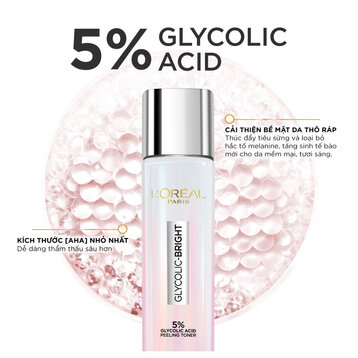 5% GLYCOLIC
ACID
CẢI THIỆN BỀ MẶT DA THÔ RÁP
Thúc đẩy tiêu sừng và loại bỏ
hắc tố melanine, tăng sinh tế bào
mới cho da mềm mại, tươi sáng.
L'ORÉAL
PARIS
KÍCH THƯỚC [AHA] NHỎ NHẤT
Dễ dàng thẩm thấu sâu hơn
GLYCOLIC-BRIGHT
5%
GLYCOLIC ACID
PEELING TONER